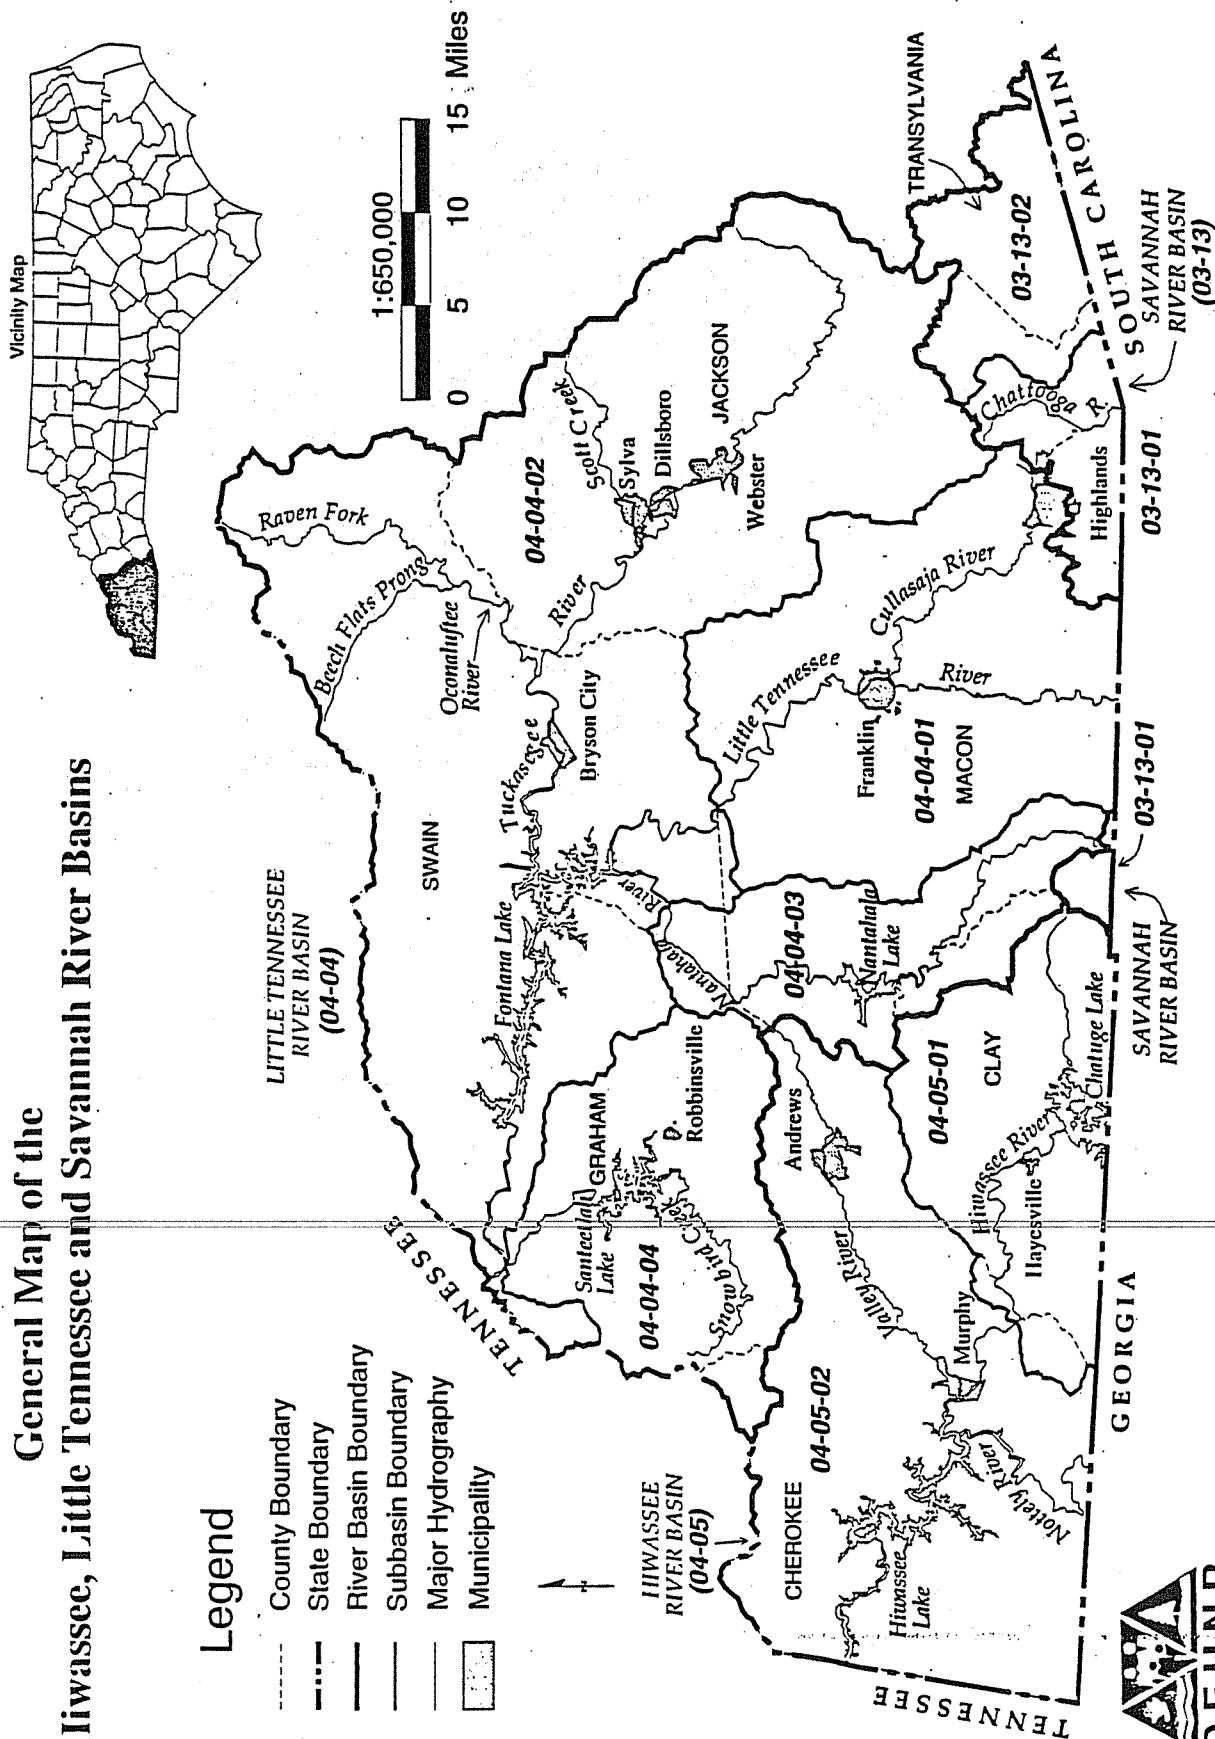 General Map of the
Iiwassee, Little Tennessee and Savannah River Basins
Vicinity Map
1:650,000
0 5 10 15 Miles
Legend
County Boundary
State Boundary
River Basin Boundary
Subbasin Boundary
Major Hydrography
Municipality
LITTLE TENNESSEE
RIVER BASIN
(04-04)
TENNESSEE
SWAIN
Raven Fork
Beech Flats Prong
Oconaluftee
River
Tuckasegee
River
Bryson City
Fontana Lake
04-04-02
Scott Creek
Sylva
Dillsboro
JACKSON
Webster
TRANSYLVANIA
GRAHAM
Santeetlah
Lake
04-04-04
Snowbird Creek
Robbinsville
Nantahala
River
04-04-03
Nantahala
Lake
Little Tennessee
River
Franklin
04-04-01
MACON
Cullasaja River
Highlands
Chattooga R.
03-13-02
SOUTH CAROLINA
SAVANNAH
RIVER BASIN
(03-13)
03-13-01
HIWASSEE
RIVER BASIN
(04-05)
CHEROKEE
04-05-02
Andrews
Valley River
Murphy
Hiwassee
Lake
Nottely River
04-05-01
CLAY
Hiwassee River
Hayesville
Chatuge Lake
03-13-01
SAVANNAH
RIVER BASIN
GEORGIA
TENNESSEE